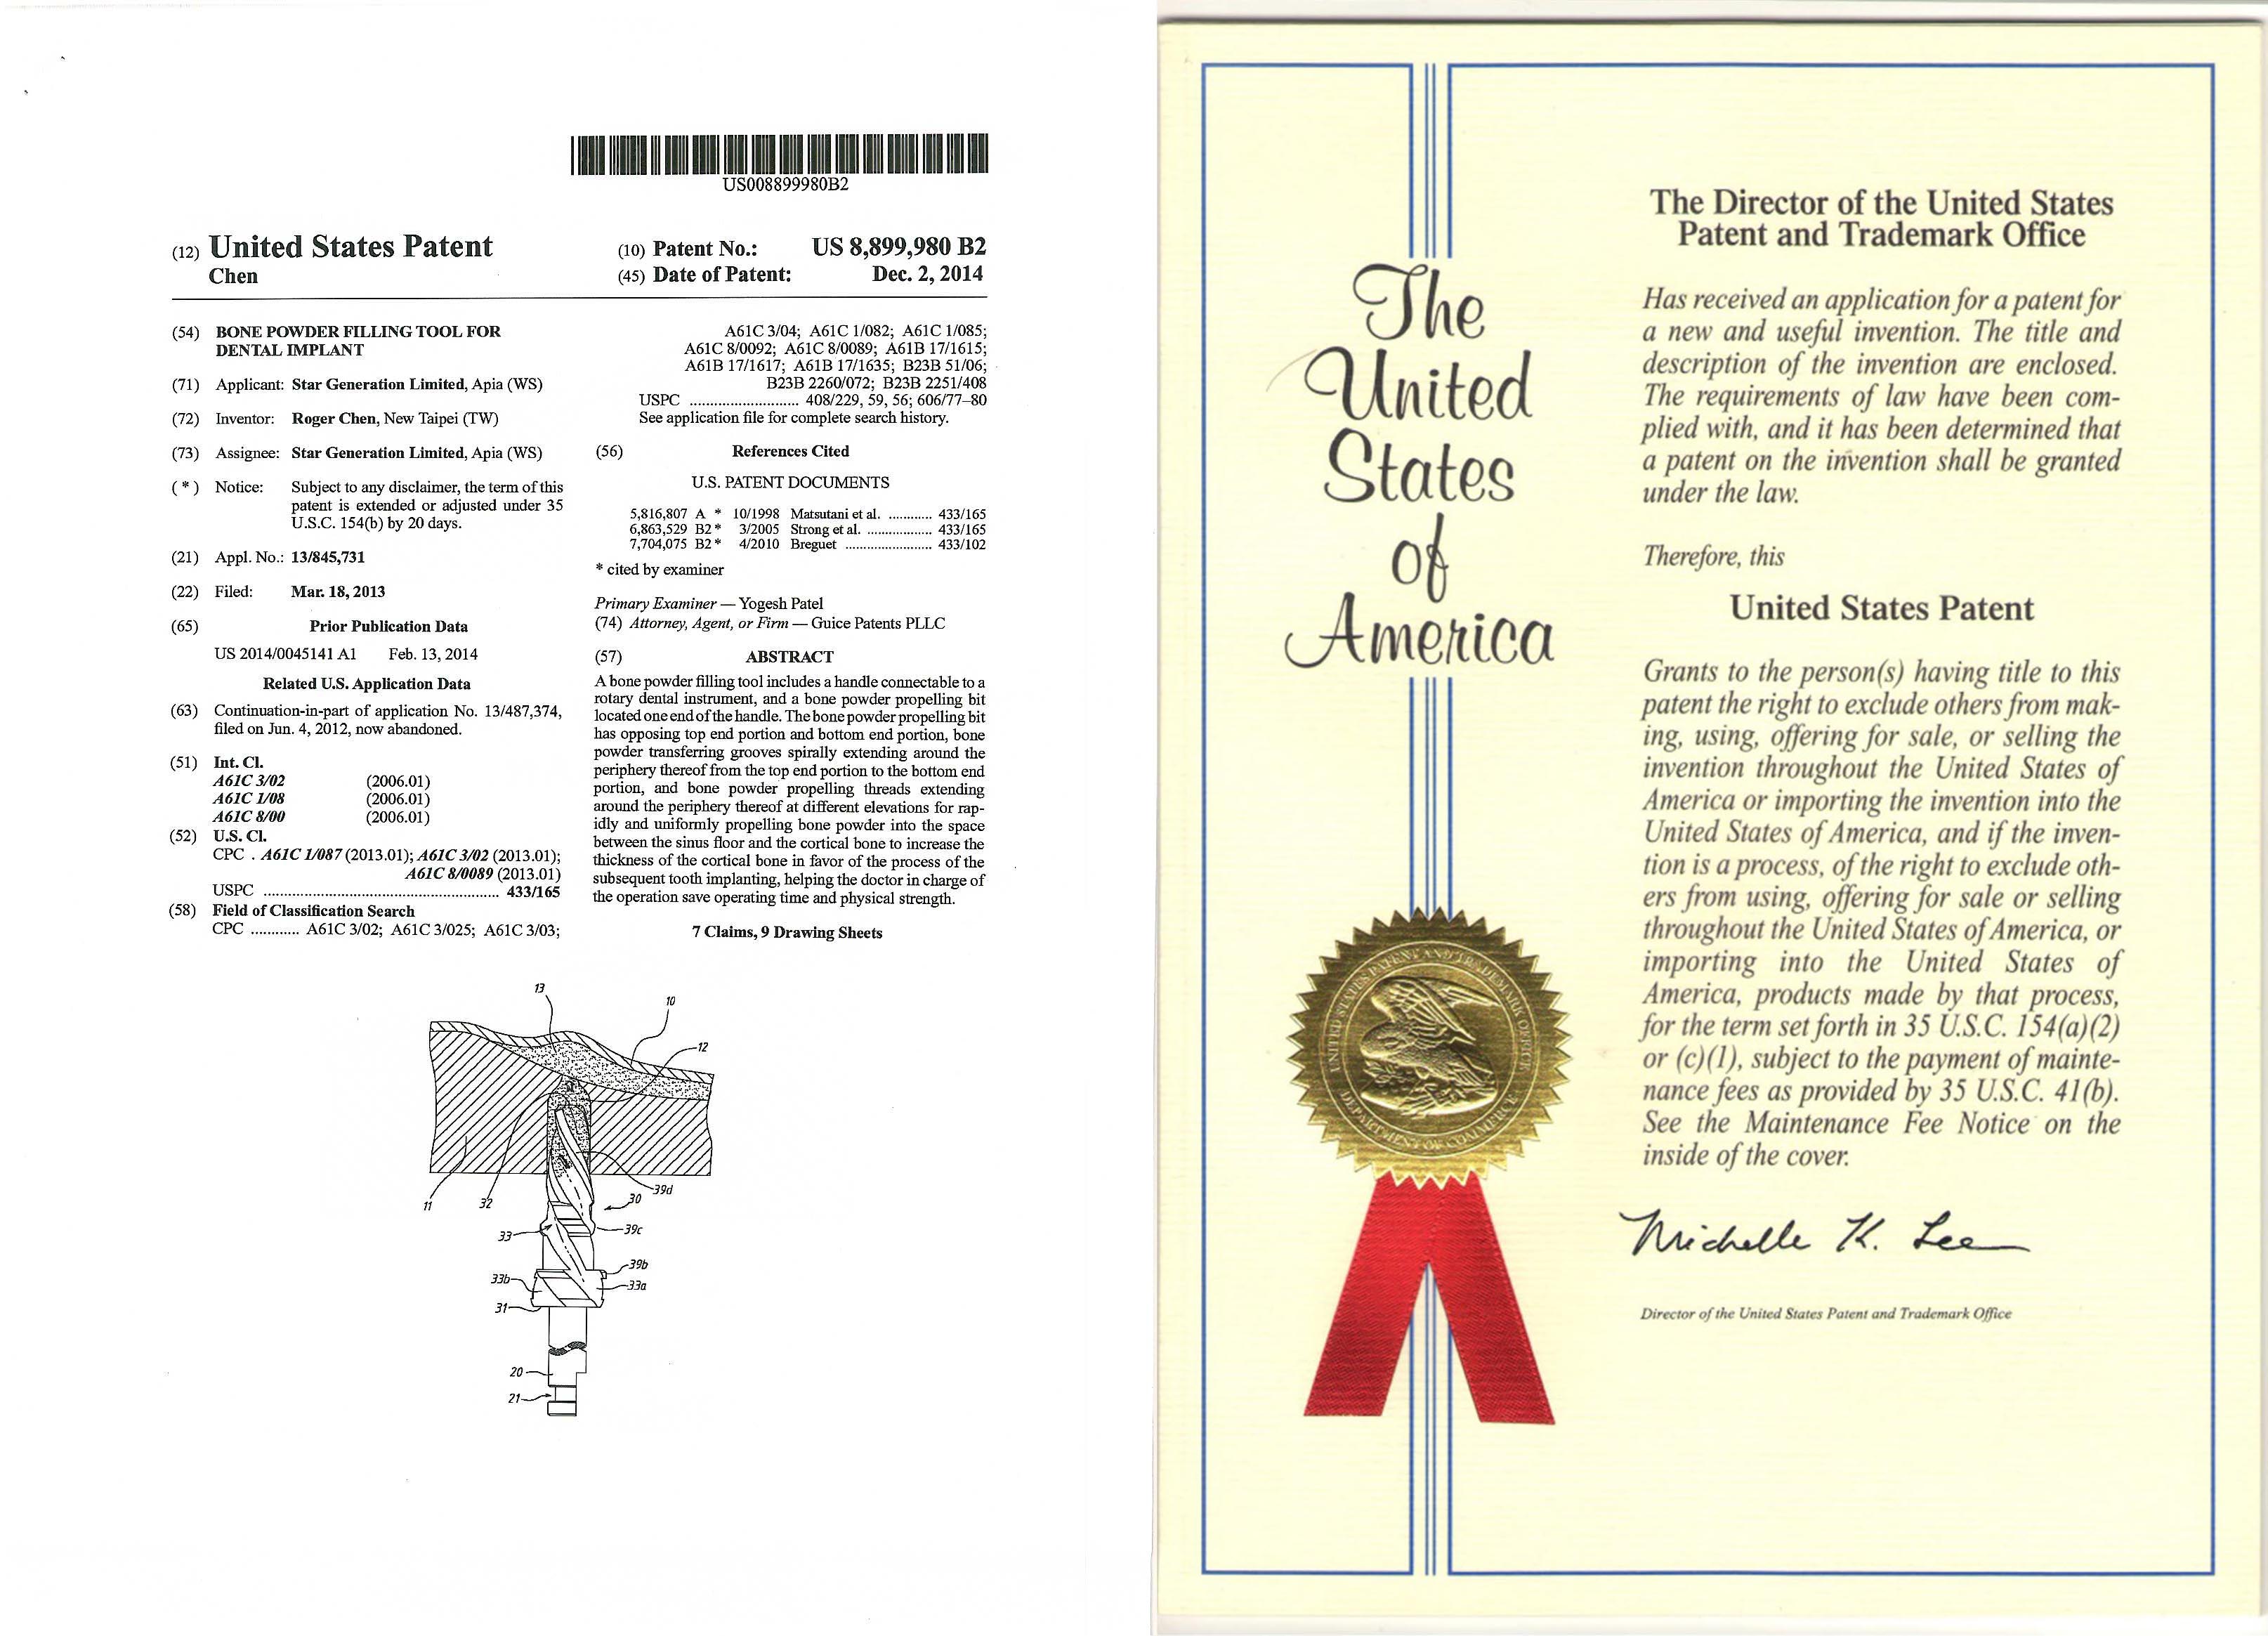 US008899980B2
(12) United States Patent
Chen
(10) Patent No.: US 8,899,980 B2
(45) Date of Patent: Dec. 2, 2014
(54) BONE POWDER FILLING TOOL FOR
DENTAL IMPLANT
(71) Applicant: Star Generation Limited, Apia (WS)
(72) Inventor: Roger Chen, New Taipei (TW)
(73) Assignee: Star Generation Limited, Apia (WS)
( * ) Notice: Subject to any disclaimer, the term of this
patent is extended or adjusted under 35
U.S.C. 154(b) by 20 days.
(21) Appl. No.: 13/845,731
(22) Filed: Mar. 18, 2013
(65) Prior Publication Data
US 2014/0045141 A1 Feb. 13, 2014
Related U.S. Application Data
(63) Continuation-in-part of application No. 13/487,374,
filed on Jun. 4, 2012, now abandoned.
(51) Int. Cl.
A61C 3/02 (2006.01)
A61C 1/08 (2006.01)
A61C 8/00 (2006.01)
(52) U.S. Cl.
CPC . A61C 1/087 (2013.01); A61C 3/02 (2013.01);
A61C 8/0089 (2013.01)
USPC .......................................................... 433/165
(58) Field of Classification Search
CPC ............ A61C 3/02; A61C 3/025; A61C 3/03;
A61C 3/04; A61C 1/082; A61C 1/085;
A61C 8/0092; A61C 8/0089; A61B 17/1615;
A61B 17/1617; A61B 17/1635; B23B 51/06;
B23B 2260/072; B23B 2251/408
USPC ........................... 408/229, 59, 56; 606/77–80
See application file for complete search history.
(56) References Cited
U.S. PATENT DOCUMENTS
5,816,807 A * 10/1998 Matsutani et al. ............ 433/165
6,863,529 B2 * 3/2005 Strong et al. .................. 433/165
7,704,075 B2 * 4/2010 Breguet ........................ 433/102
* cited by examiner
Primary Examiner — Yogesh Patel
(74) Attorney, Agent, or Firm — Guice Patents PLLC
(57) ABSTRACT
A bone powder filling tool includes a handle connectable to a
rotary dental instrument, and a bone powder propelling bit
located one end of the handle. The bone powder propelling bit
has opposing top end portion and bottom end portion, bone
powder transferring grooves spirally extending around the
periphery thereof from the top end portion to the bottom end
portion, and bone powder propelling threads extending
around the periphery thereof at different elevations for rap-
idly and uniformly propelling bone powder into the space
between the sinus floor and the cortical bone to increase the
thickness of the cortical bone in favor of the process of the
subsequent tooth implanting, helping the doctor in charge of
the operation save operating time and physical strength.
7 Claims, 9 Drawing Sheets
13
10
12
11
32
39d
30
33
39c
39b
33b
33a
31
20
21
The
United
States
of
America
UNITED STATES PATENT AND TRADEMARK OFFICE
DEPARTMENT OF COMMERCE
The Director of the United States
Patent and Trademark Office
Has received an application for a patent for
a new and useful invention. The title and
description of the invention are enclosed.
The requirements of law have been com-
plied with, and it has been determined that
a patent on the invention shall be granted
under the law.
Therefore, this
United States Patent
Grants to the person(s) having title to this
patent the right to exclude others from mak-
ing, using, offering for sale, or selling the
invention throughout the United States of
America or importing the invention into the
United States of America, and if the inven-
tion is a process, of the right to exclude oth-
ers from using, offering for sale or selling
throughout the United States of America, or
importing into the United States of
America, products made by that process,
for the term set forth in 35 U.S.C. 154(a)(2)
or (c)(1), subject to the payment of mainte-
nance fees as provided by 35 U.S.C. 41(b).
See the Maintenance Fee Notice on the
inside of the cover.
Michelle K. Lee
Director of the United States Patent and Trademark Office